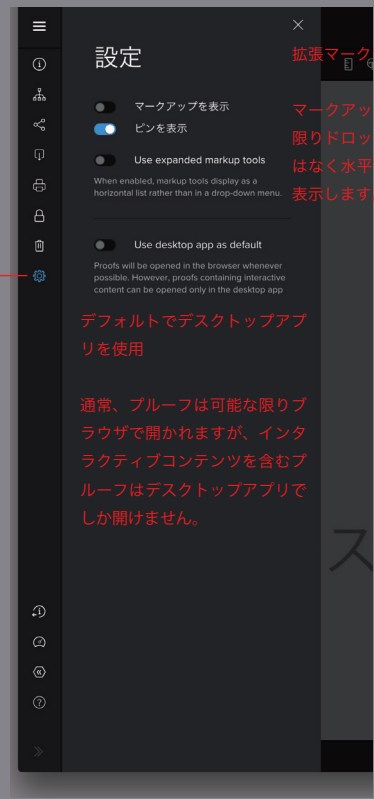 設定
拡張マーク
マークアップを表示
ピンを表示
Use expanded markup tools
When enabled, markup tools display as a
horizontal list rather than in a drop-down menu.
マークアッ
限りドロッ
はなく水平
表示します
Use desktop app as default
Proofs will be opened in the browser whenever
possible. However, proofs containing interactive
content can be opened only in the desktop app
デフォルトでデスクトップアプ
リを使用
通常、プルーフは可能な限りブ
ラウザで開かれますが、インタ
ラクティブコンテンツを含むプ
ルーフはデスクトップアプリで
しか開けません。
ス